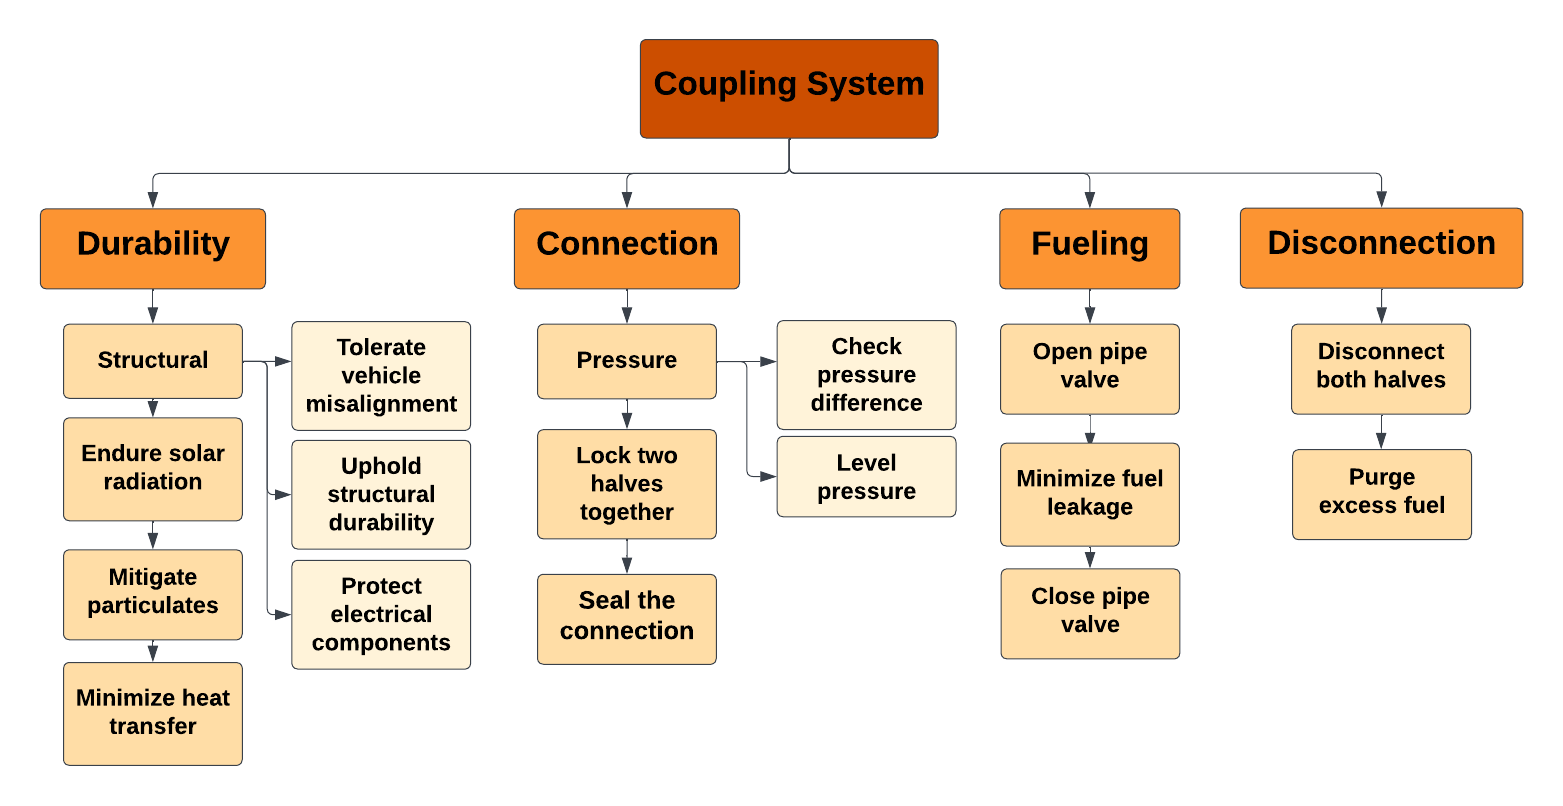 Coupling System
Durability
Connection
Fueling
Disconnection
Structural
Tolerate
vehicle
misalignment
Uphold
structural
durability
Protect
electrical
components
Endure solar
radiation
Mitigate
particulates
Minimize heat
transfer
Pressure
Check
pressure
difference
Level
pressure
Lock two
halves
together
Seal the
connection
Open pipe
valve
Minimize fuel
leakage
Close pipe
valve
Disconnect
both halves
Purge
excess fuel